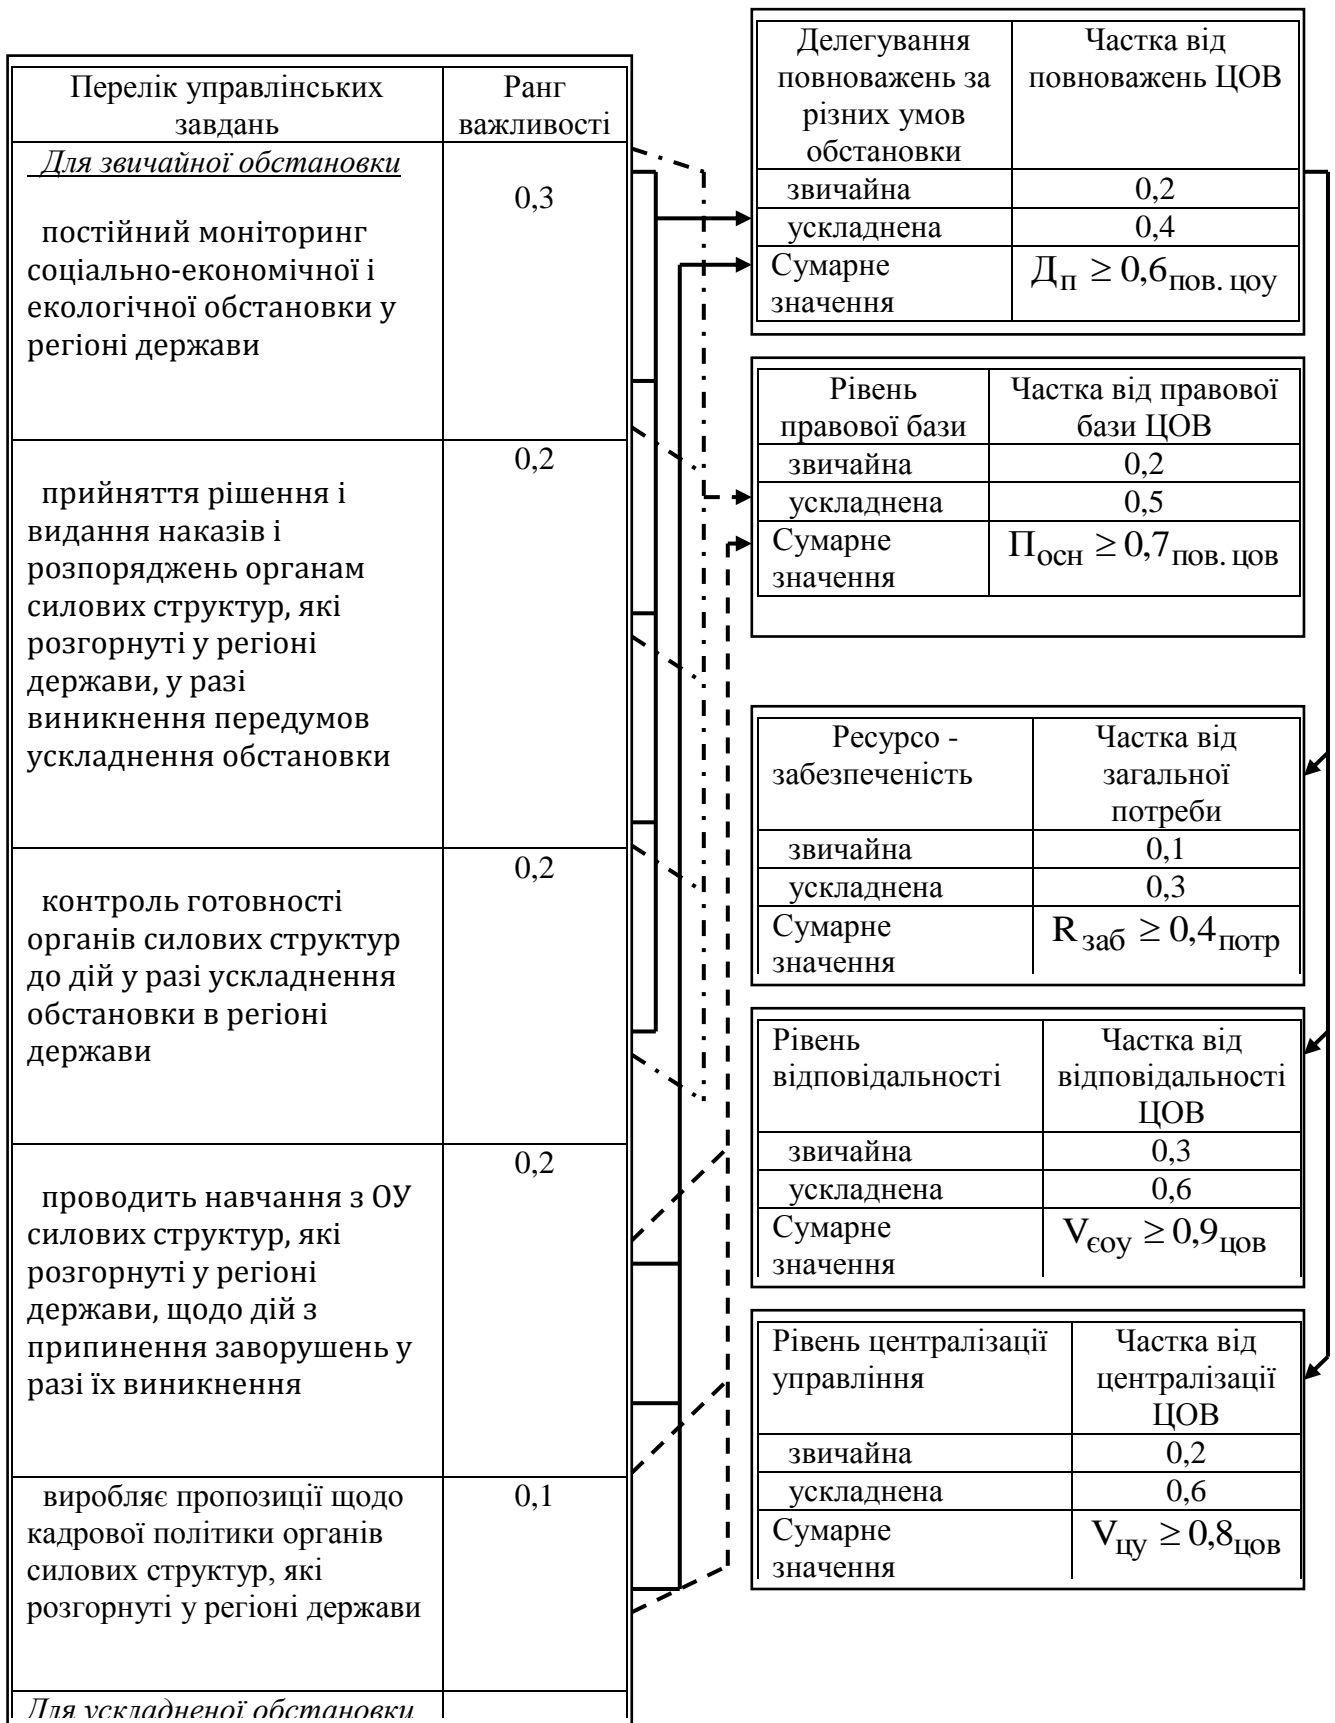 Перелік управлінських
завдань
Ранг
важливості
Для звичайної обстановки
0,3
постійний моніторинг
соціально-економічної і
екологічної обстановки у
регіоні держави
0,2
прийняття рішення і
видання наказів і
розпоряджень органам
силових структур, які
розгорнуті у регіоні
держави, у разі
виникнення передумов
ускладнення обстановки
0,2
контроль готовності
органів силових структур
до дій у разі ускладнення
обстановки в регіоні
держави
0,2
проводить навчання з ОУ
силових структур, які
розгорнуті у регіоні
держави, щодо дій з
припинення заворушень у
разі їх виникнення
виробляє пропозиції щодо
кадрової політики органів
силових структур, які
розгорнуті у регіоні держави
0,1
Для ускладненої обстановки
Делегування
повноважень за
різних умов
обстановки
Частка від
повноважень ЦОВ
звичайна 0,2
ускладнена 0,4
Сумарне
значення
Дп ≥ 0,6пов. цоу
Рівень
правової бази
Частка від правової
бази ЦОВ
звичайна 0,2
ускладнена 0,5
Сумарне
значення
Посн ≥ 0,7пов. цов
Ресурсо -
забезпеченість
Частка від
загальної
потреби
звичайна 0,1
ускладнена 0,3
Сумарне
значення
Rзаб ≥ 0,4потр
Рівень
відповідальності
Частка від
відповідальності
ЦОВ
звичайна 0,3
ускладнена 0,6
Сумарне
значення
Vєоу ≥ 0,9цов
Рівень централізації
управління
Частка від
централізації
ЦОВ
звичайна 0,2
ускладнена 0,6
Сумарне
значення
Vцу ≥ 0,8цов